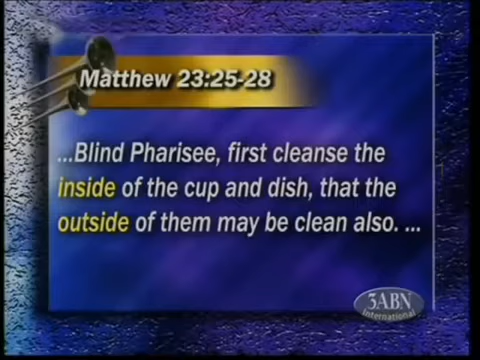 Matthew 23:25-28
...Blind Pharisee, first cleanse the
inside of the cup and dish, that the
outside of them may be clean also. ...
3ABN
International